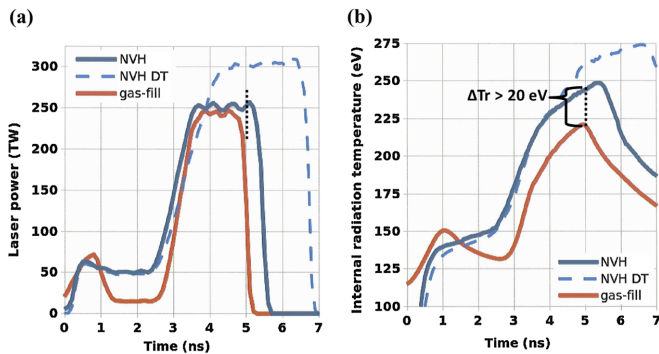 (a)
300
250
200
150
100
50
0
Laser power (TW)
NVH
NVH DT
gas-fill
0 1 2 3 4 5 6 7
Time (ns)
(b)
275
250
225
200
175
150
125
100
Internal radiation temperature (eV)
ΔTr > 20 eV
NVH
NVH DT
gas-fill
0 1 2 3 4 5 6 7
Time (ns)